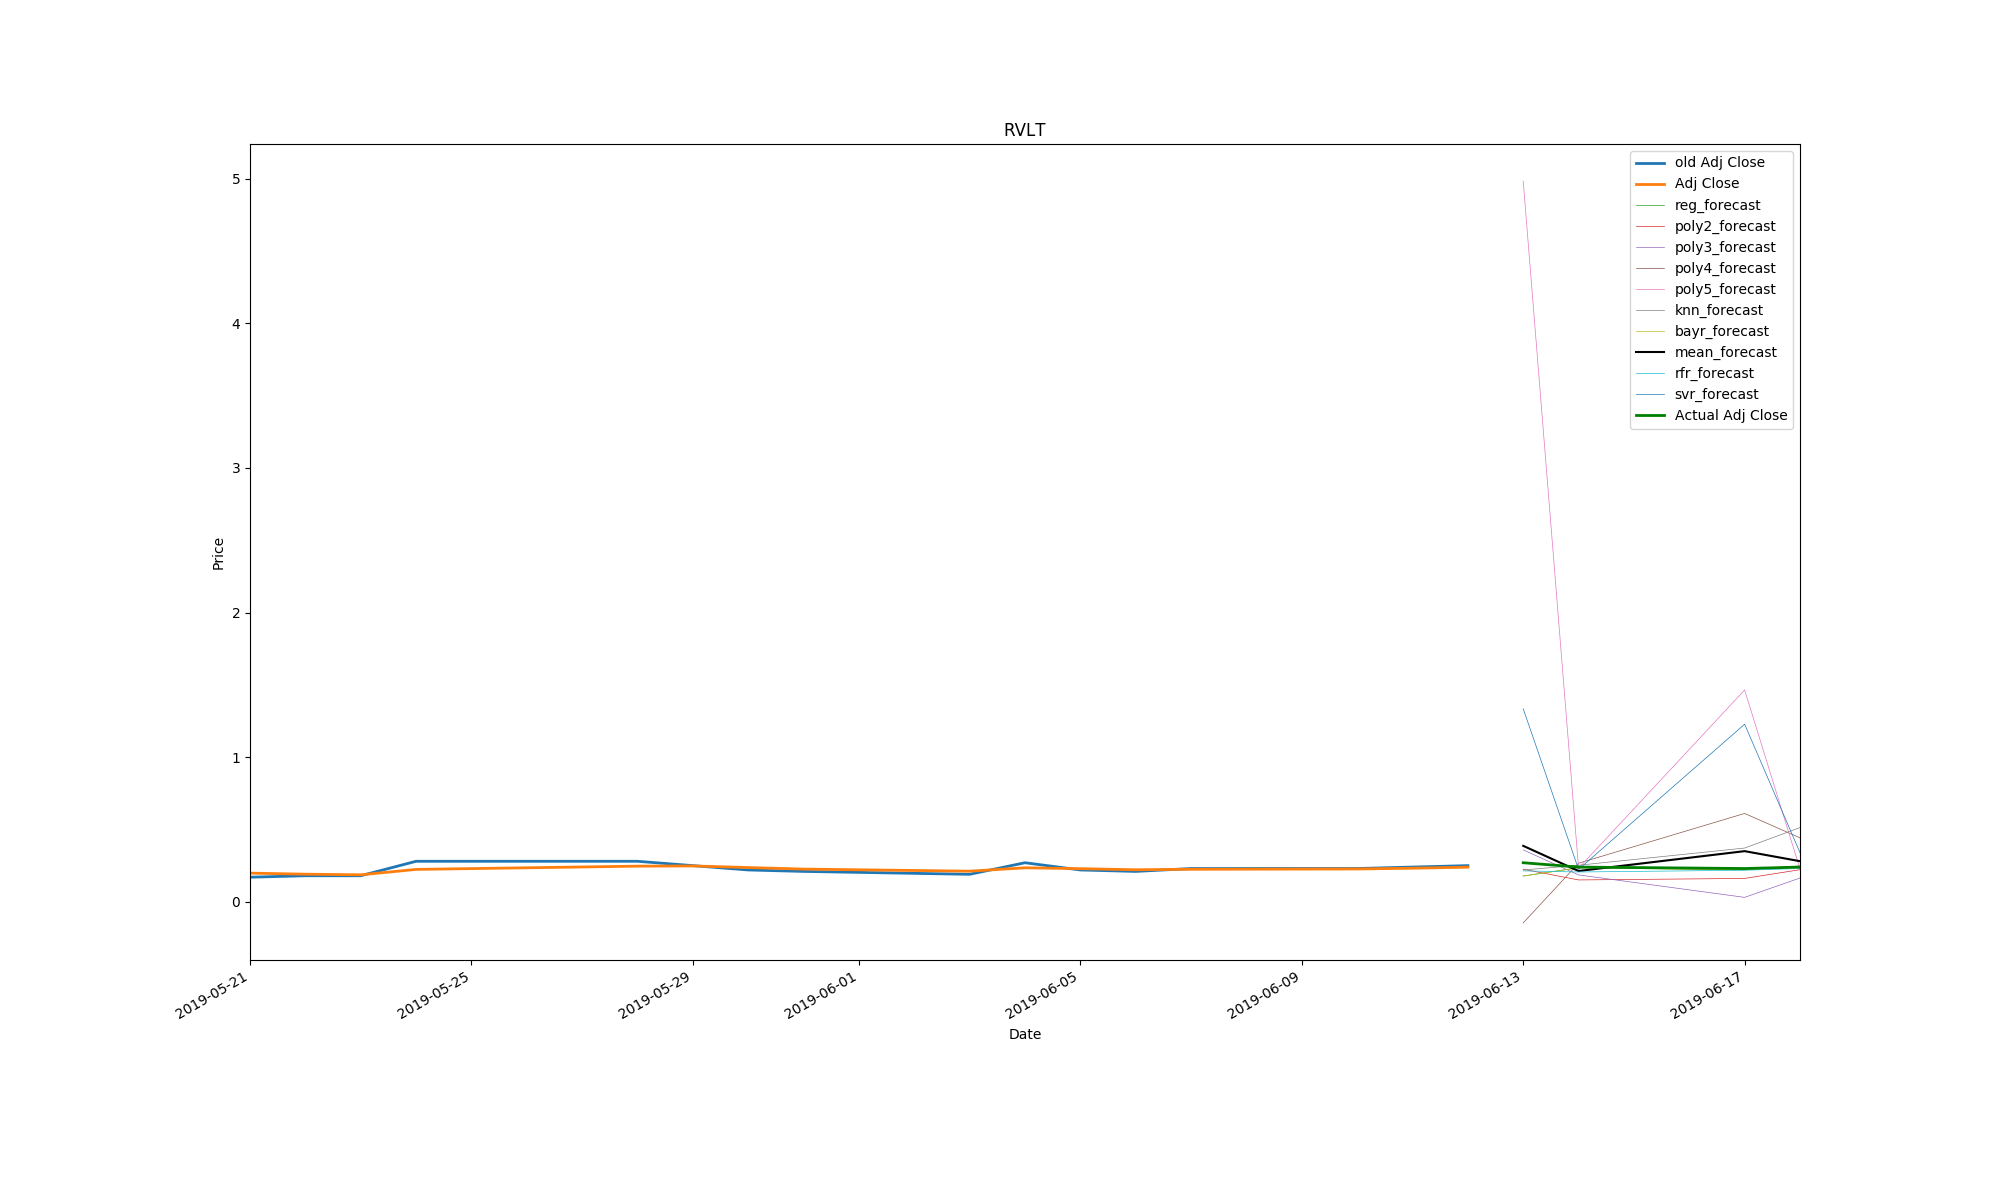 RVLT
5
4
3
2
1
0
Price
old Adj Close
Adj Close
reg_forecast
poly2_forecast
poly3_forecast
poly4_forecast
poly5_forecast
knn_forecast
bayr_forecast
mean_forecast
rfr_forecast
svr_forecast
Actual Adj Close
2019-05-21
2019-05-25
2019-05-29
2019-06-01
2019-06-05
2019-06-09
2019-06-13
2019-06-17
Date